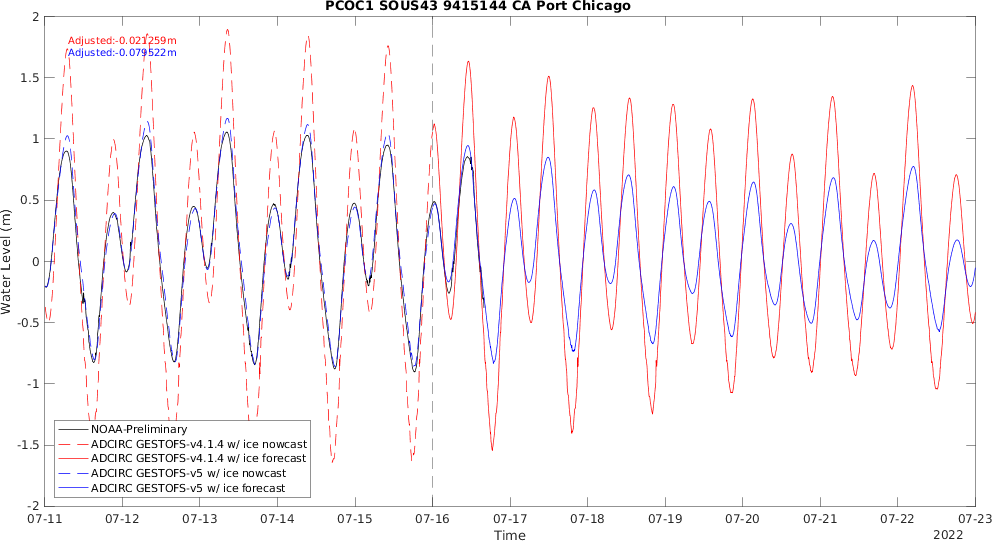 PCOC1 SOUS43 9415144 CA Port Chicago
Adjusted:-0.021259m
Adjusted:-0.079522m
2
1.5
1
0.5
0
-0.5
-1
-1.5
-2
Water Level (m)
NOAA-Preliminary
ADCIRC GESTOFS-v4.1.4 w/ ice nowcast
ADCIRC GESTOFS-v4.1.4 w/ ice forecast
ADCIRC GESTOFS-v5 w/ ice nowcast
ADCIRC GESTOFS-v5 w/ ice forecast
07-11 07-12 07-13 07-14 07-15 07-16 07-17 07-18 07-19 07-20 07-21 07-22 07-23
Time
2022